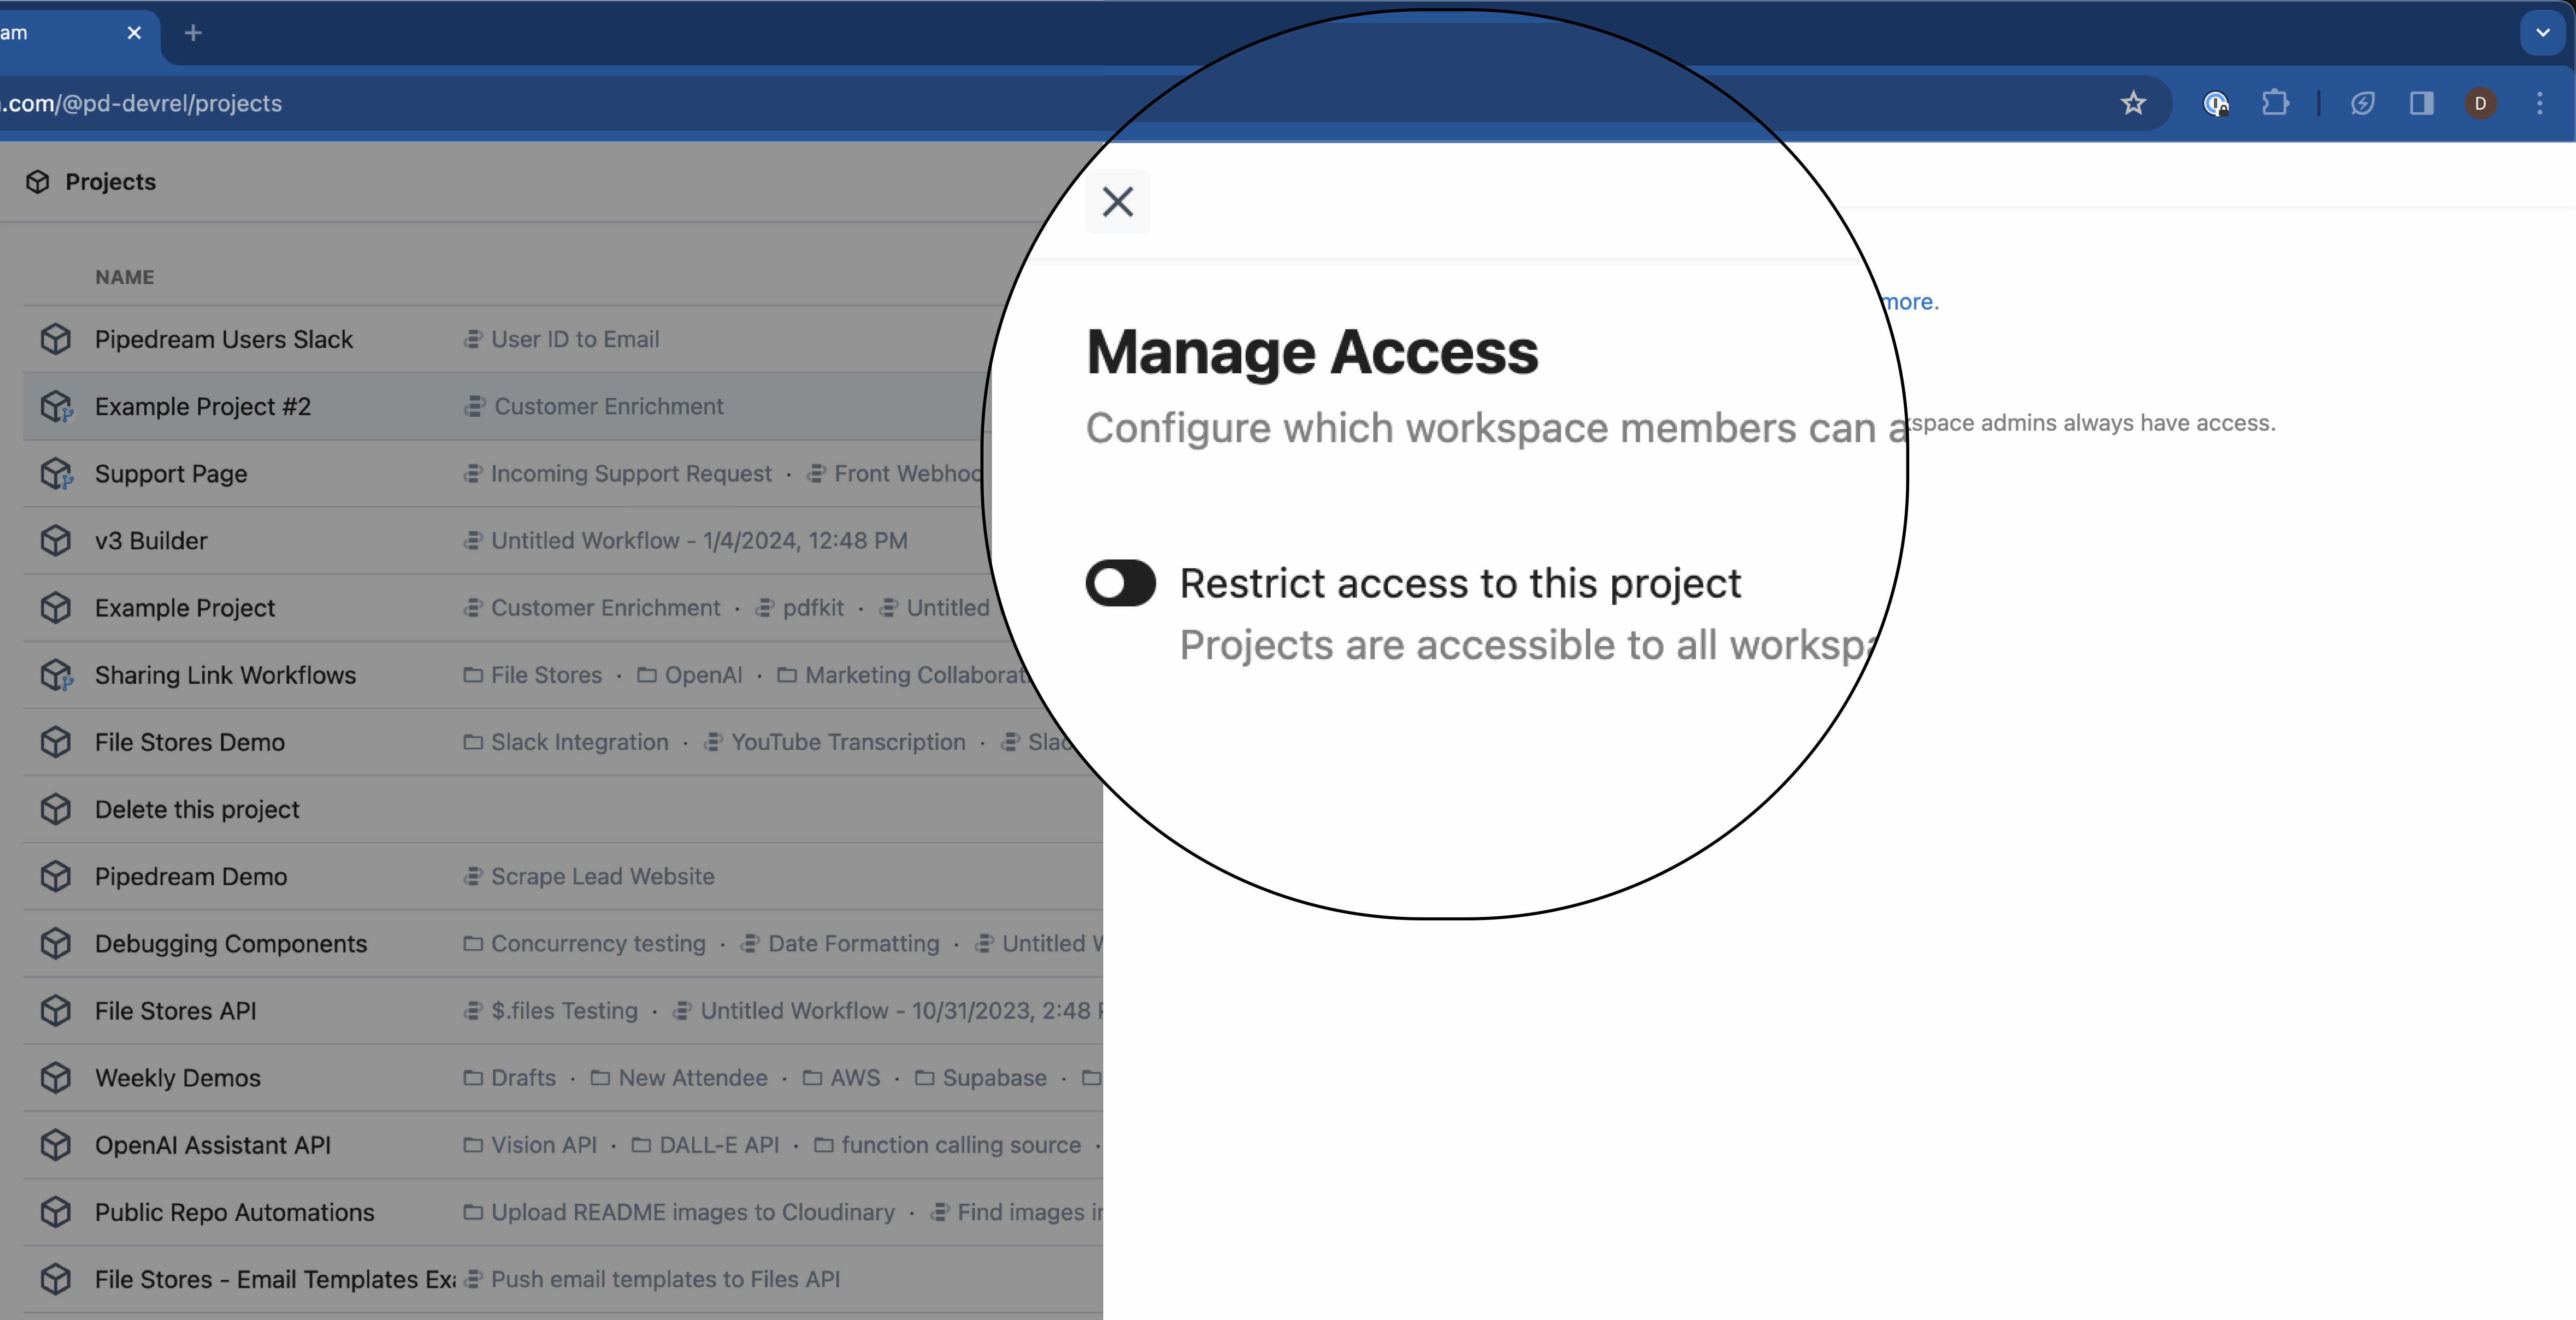 am
.com/@pd-devrel/projects
D
Projects
NAME
Pipedream Users Slack User ID to Email
Example Project #2 Customer Enrichment
Support Page Incoming Support Request · Front
v3 Builder Untitled Workflow - 1/4/2024, 12:48 PM
Example Project Customer Enrichment · pdfkit · Untitled
Sharing Link Workflows File Stores · OpenAI · Marketing
File Stores Demo Slack Integration · YouTube Transcription ·
Delete this project
Pipedream Demo Scrape Lead Website
Debugging Components Concurrency testing · Date Formatting · Untitled
File Stores API $.files Testing · Untitled Workflow - 10/31/2023, 2:48
Weekly Demos Drafts · New Attendee · AWS · Supabase ·
OpenAI Assistant API Vision API · DALL-E API · function calling source ·
Public Repo Automations Upload README images to Cloudinary · Find images
File Stores - Email Templates Push email templates to Files API
more.
Manage Access
Configure which workspace members can
admins always have access.
Restrict access to this project
Projects are accessible to all